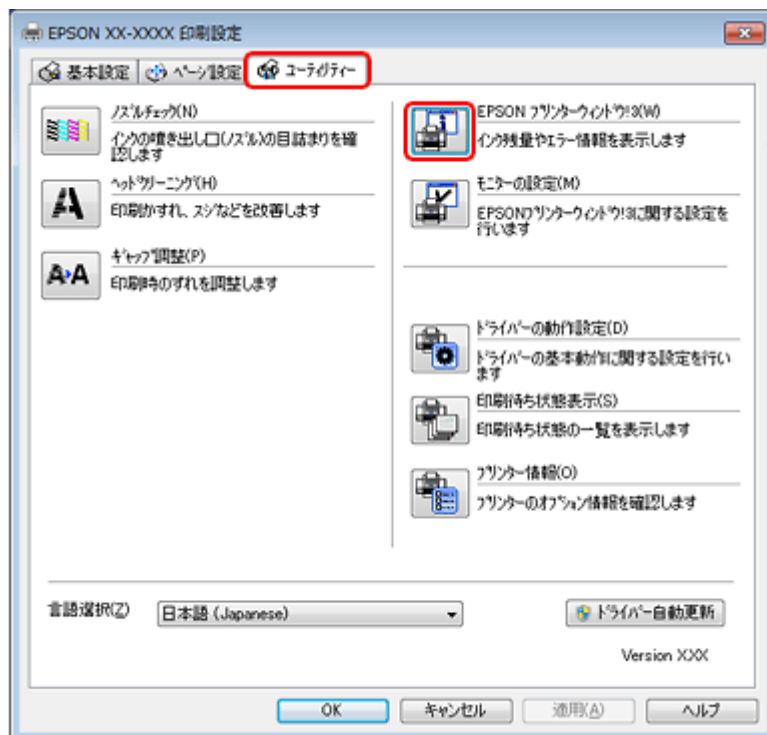 EPSON XX-XXXX 印刷設定
基本設定
ページ設定
ユーティリティー
ノズルチェック(N)
インクの噴き出し口(ノズル)の目詰まりを確
認します
ヘッドクリーニング(H)
印刷かすれ、スジなどを改善します
ギャップ調整(P)
印刷時のずれを調整します
EPSON プリンターウィンドウ!3(W)
インク残量やエラー情報を表示します
モニターの設定(M)
EPSONプリンターウィンドウ!3に関する設定を
行います
ドライバーの動作設定(D)
ドライバーの基本動作に関する設定を行い
ます
印刷待ち状態表示(S)
印刷待ち状態の一覧を表示します
プリンター情報(O)
プリンターのオプション情報を確認します
言語選択(Z)
日本語 (Japanese)
ドライバー自動更新
Version X.XX
OK
キャンセル
適用(A)
ヘルプ